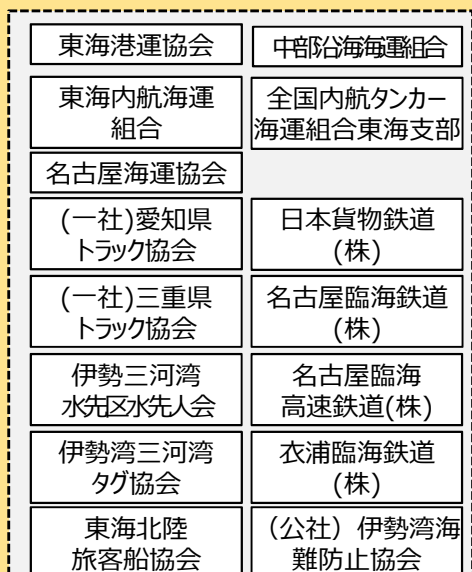 東海港運協会
中部沿海海運組合
東海内航海運
組合
全国内航タンカー
海運組合東海支部
名古屋海運協会
(一社)愛知県
トラック協会
日本貨物鉄道
(株)
(一社)三重県
トラック協会
名古屋臨海鉄道
(株)
伊勢三河湾
水先区水先人会
名古屋臨海
高速鉄道(株)
伊勢湾三河湾
タグ協会
衣浦臨海鉄道
(株)
東海北陸
旅客船協会
（公社）伊勢湾海
難防止協会